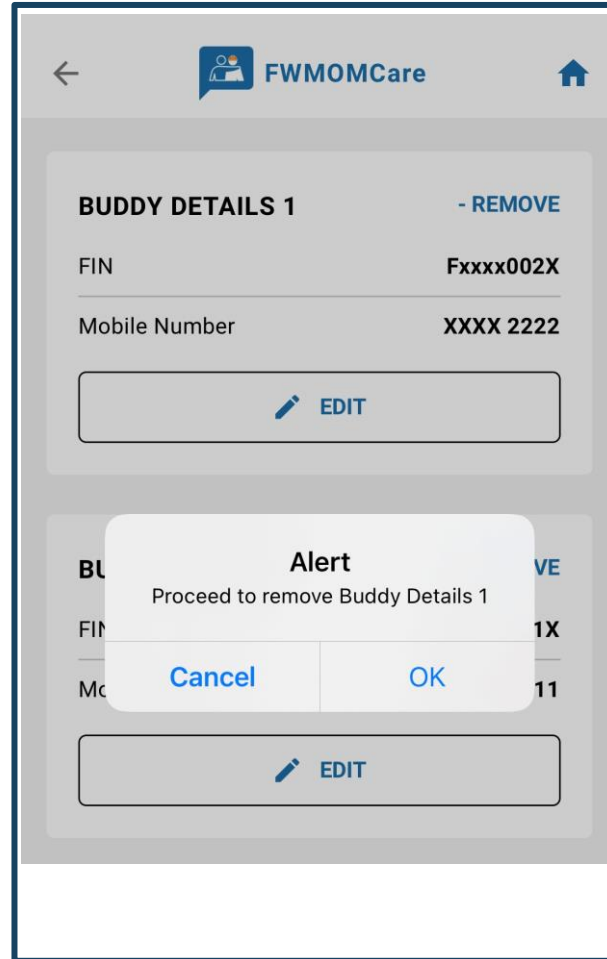 FWMOMCare
BUDDY DETAILS 1
- REMOVE
FIN
Fxxxx002X
Mobile Number
XXXX 2222
EDIT
Alert
Proceed to remove Buddy Details 1
Cancel
OK
EDIT